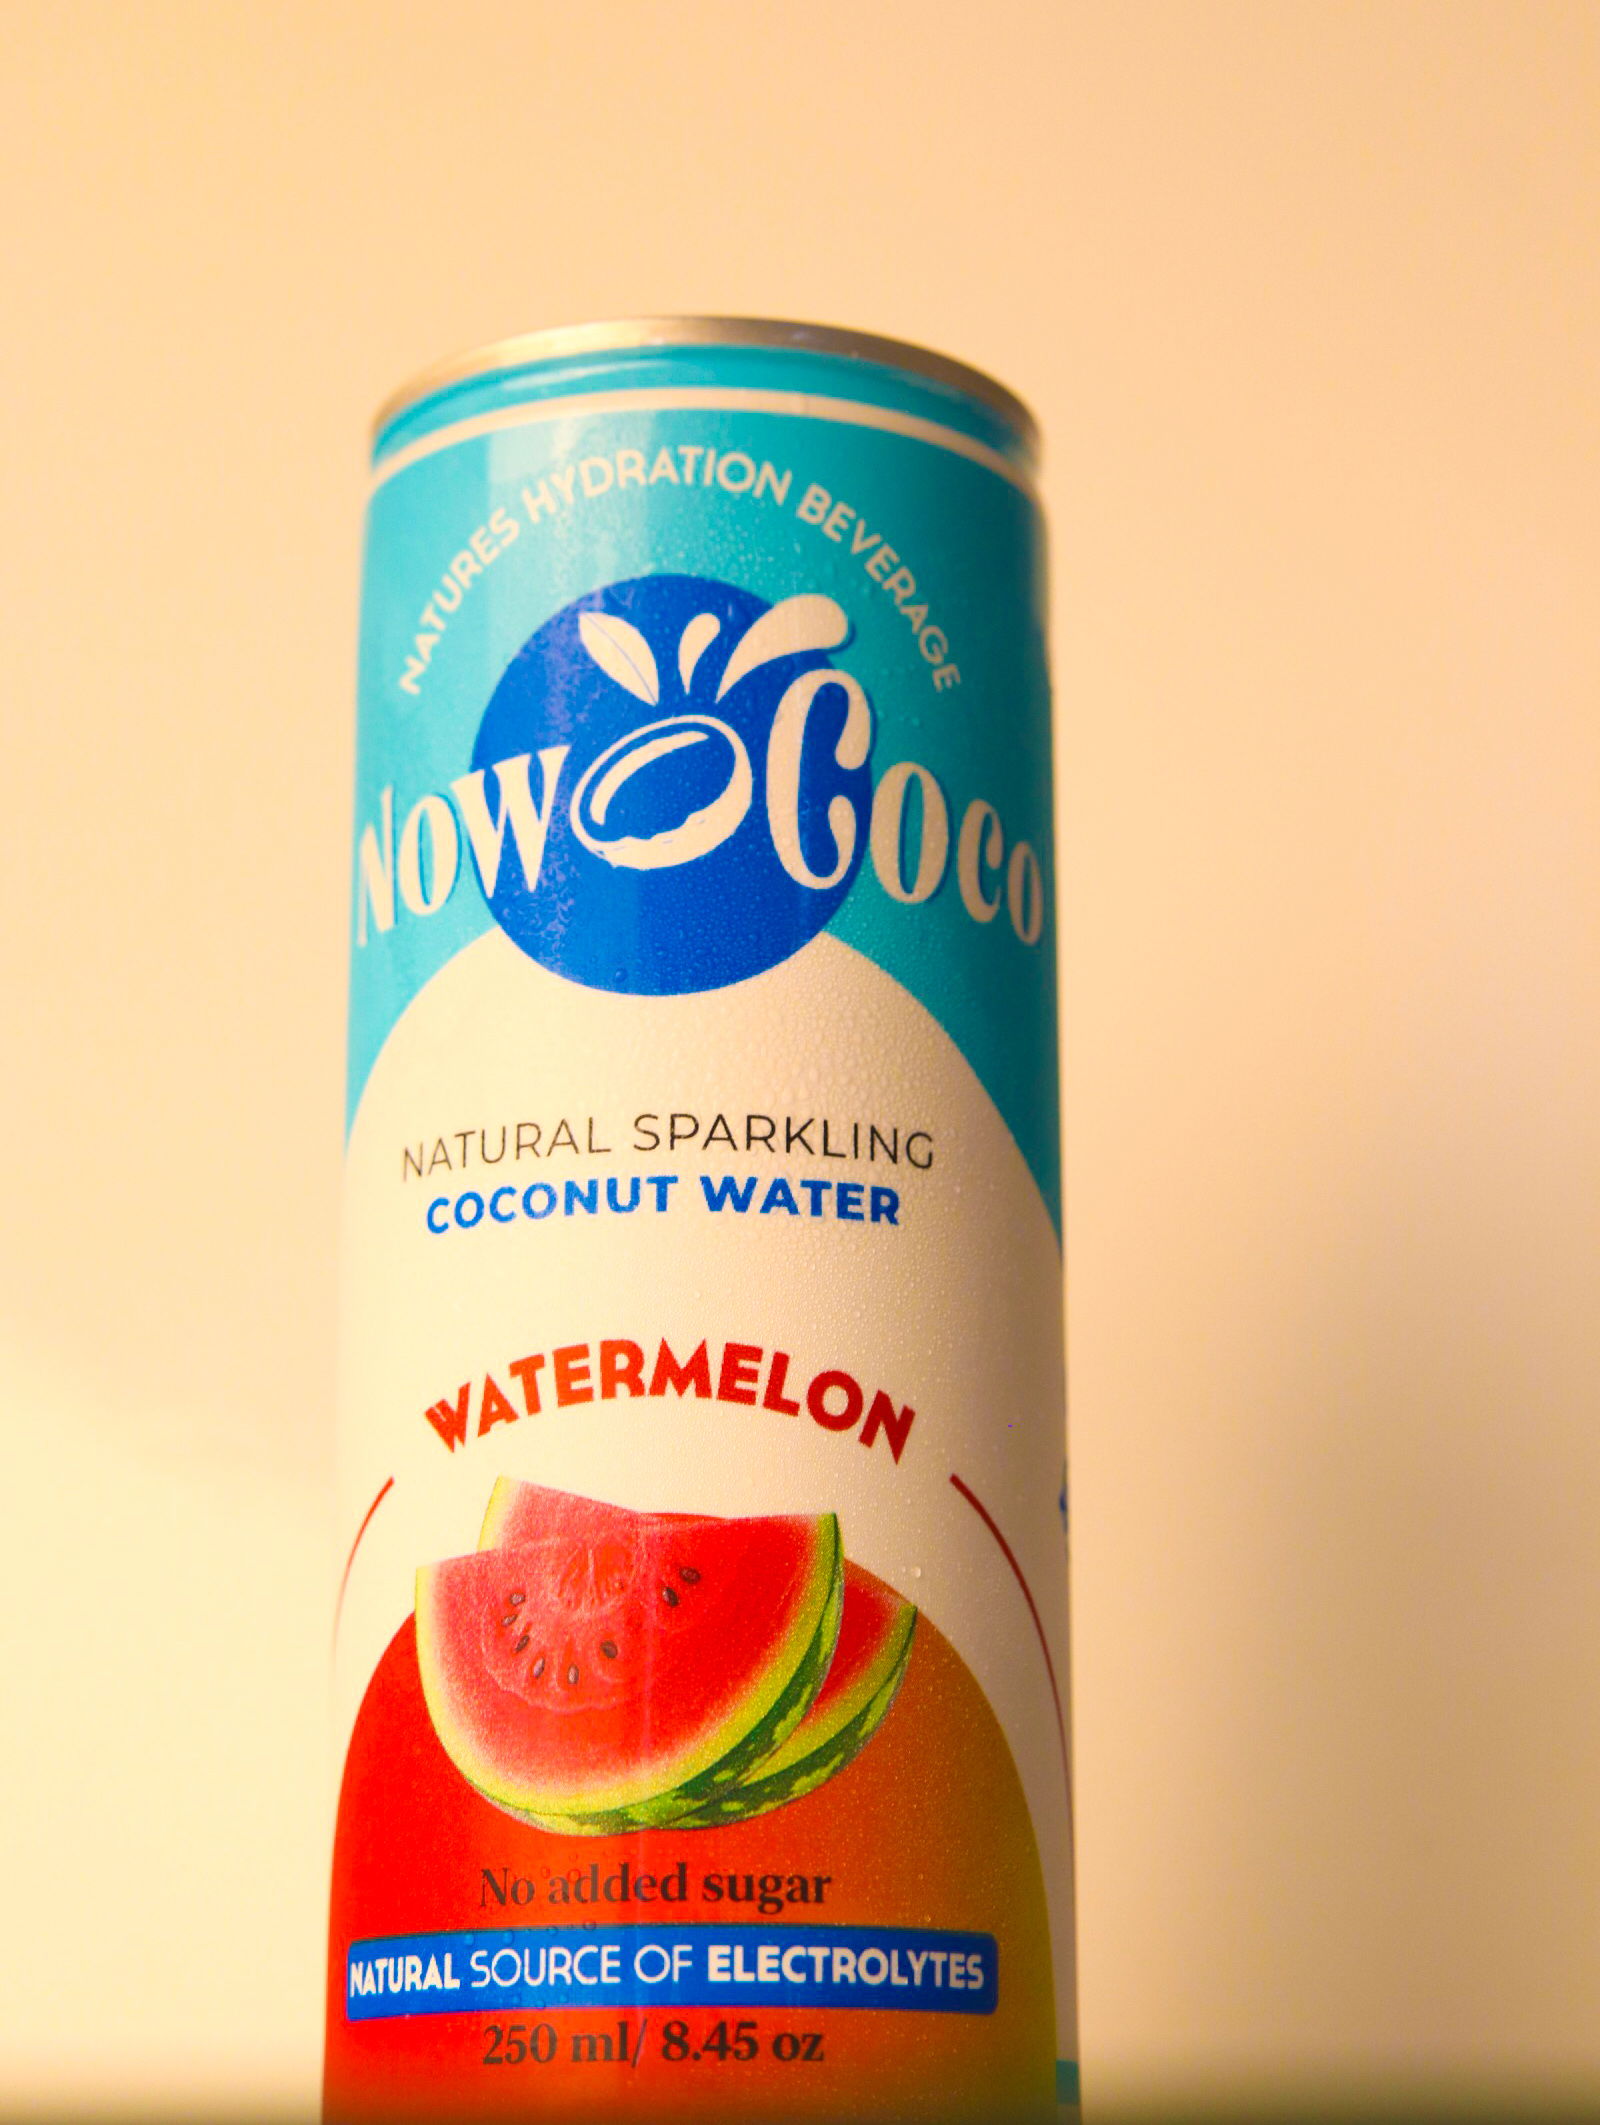 NATURES HYDRATION BEVERAGE
Now Coco
NATURAL SPARKLING
COCONUT WATER
WATERMELON
No added sugar
NATURAL SOURCE OF ELECTROLYTES
250 ml/ 8.45 oz